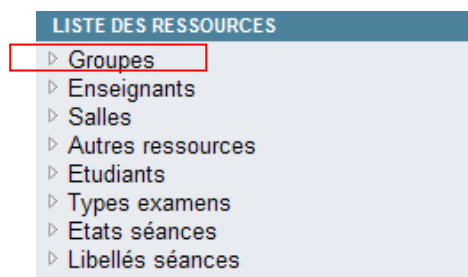 LISTE DES RESSOURCES
Groupes
Enseignants
Salles
Autres ressources
Etudiants
Types examens
Etats séances
Libellés séances